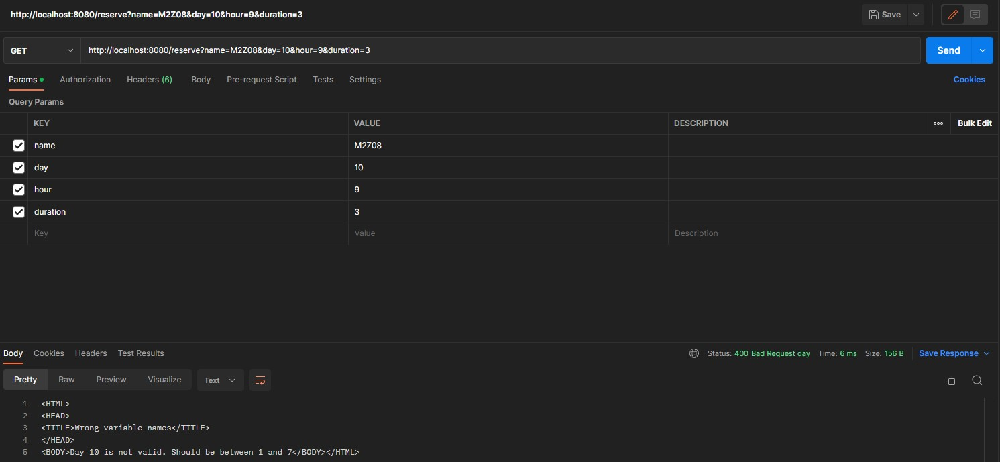 http://localhost:8080/reserve?name=M2Z08&day=10&hour=9&duration=3 Save
GET http://localhost:8080/reserve?name=M2Z08&day=10&hour=9&duration=3 Send
Params Authorization Headers (6) Body Pre-request Script Tests Settings Cookies
Query Params
KEY VALUE DESCRIPTION ooo Bulk Edit
name M2Z08
day 10
hour 9
duration 3
Key Value Description
Body Cookies Headers Test Results Status: 400 Bad Request day Time: 6 ms Size: 156 B Save Response
Pretty Raw Preview Visualize Text
1 <HTML>
2 <HEAD>
3 <TITLE>Wrong variable names</TITLE>
4 </HEAD>
5 <BODY>Day 10 is not valid. Should be between 1 and 7</BODY></HTML>